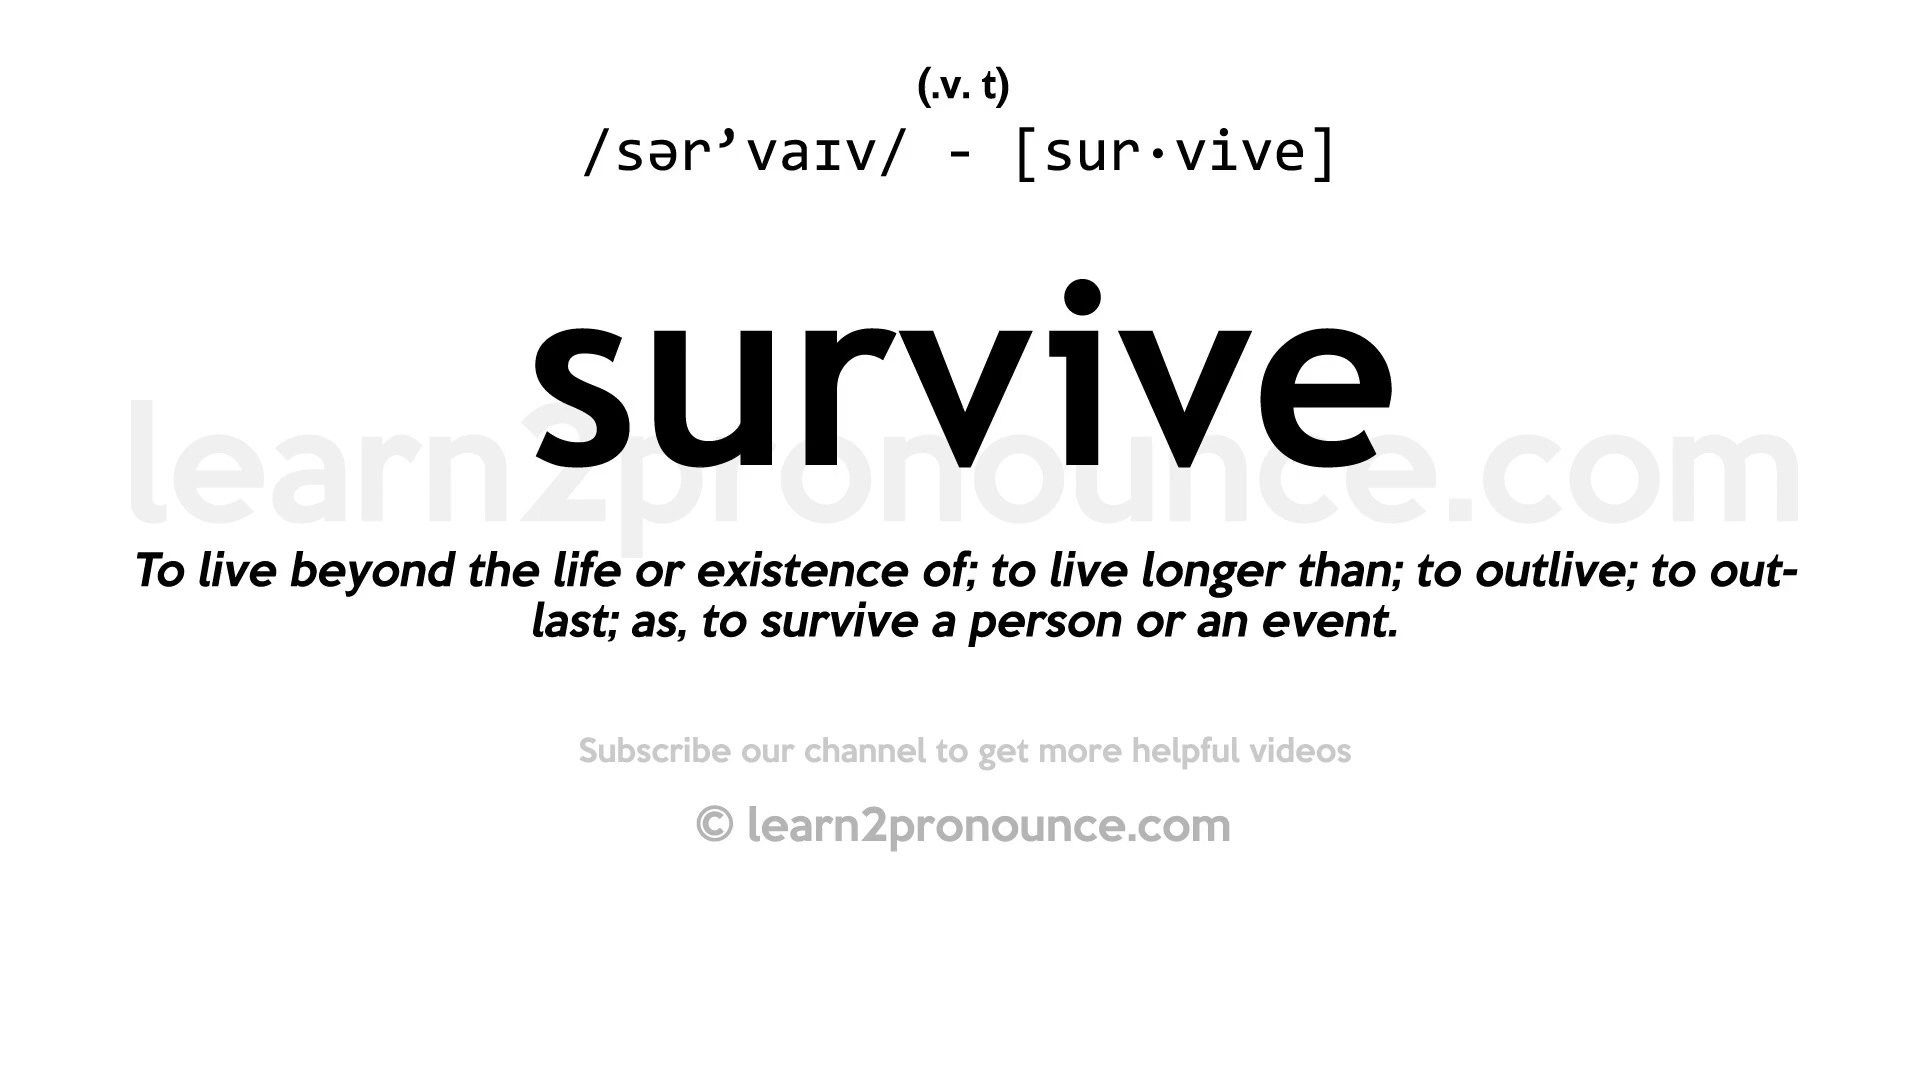 (.v. t)
/sər’vaɪv/ - [sur·vive]
survive
learn2pronounce.com
To live beyond the life or existence of; to live longer than; to outlive; to out-
last; as, to survive a person or an event.
Subscribe our channel to get more helpful videos
© learn2pronounce.com